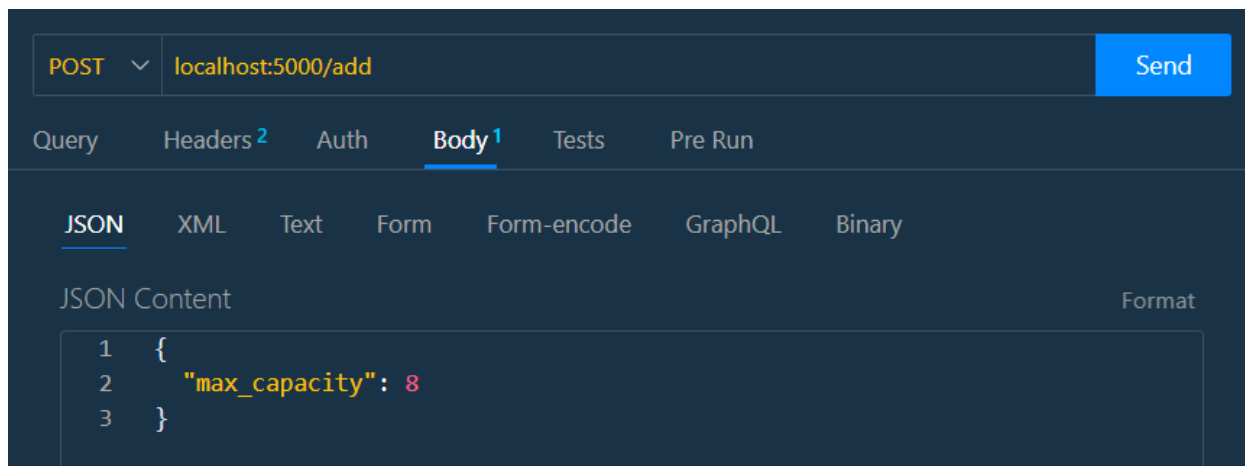 POST localhost:5000/add Send
Query Headers 2 Auth Body 1 Tests Pre Run
JSON XML Text Form Form-encode GraphQL Binary
JSON Content Format
1 {
2 "max_capacity": 8
3 }